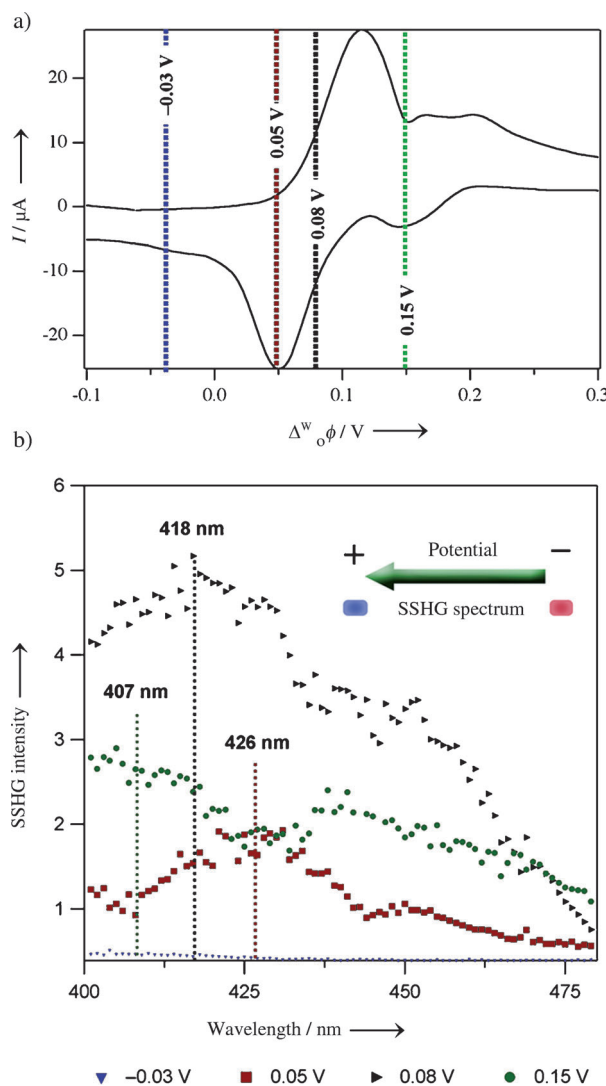 a)
20
10
0
-10
-20
I / µA
–0.03 V
0.05 V
0.08 V
0.15 V
-0.1
0.0
0.1
0.2
0.3
Δᵂₒϕ / V
b)
6
5
4
3
2
1
SSHG intensity
418 nm
407 nm
426 nm
+
Potential
–
SSHG spectrum
400
425
450
475
Wavelength / nm
–0.03 V
0.05 V
0.08 V
0.15 V